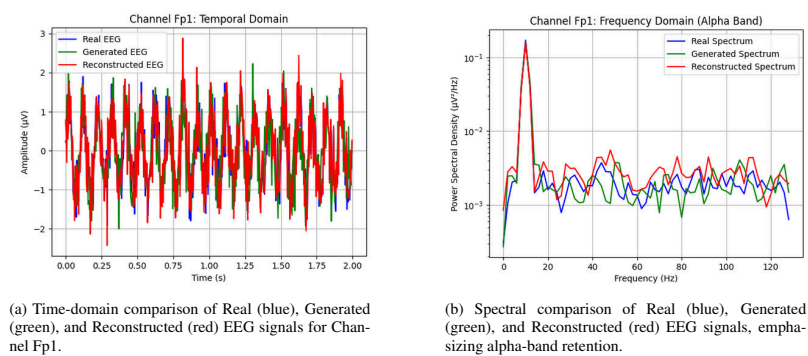 Channel Fp1: Temporal Domain
Real EEG
Generated EEG
Reconstructed EEG
Amplitude (μV)
3
2
1
0
−1
−2
0.00 0.25 0.50 0.75 1.00 1.25 1.50 1.75 2.00
Time (s)
(a) Time-domain comparison of Real (blue), Generated
(green), and Reconstructed (red) EEG signals for Chan-
nel Fp1.
Channel Fp1: Frequency Domain (Alpha Band)
Real Spectrum
Generated Spectrum
Reconstructed Spectrum
Power Spectral Density (μV²/Hz)
10⁻¹
10⁻²
10⁻³
0 20 40 60 80 100 120
Frequency (Hz)
(b) Spectral comparison of Real (blue), Generated
(green), and Reconstructed (red) EEG signals, empha-
sizing alpha-band retention.